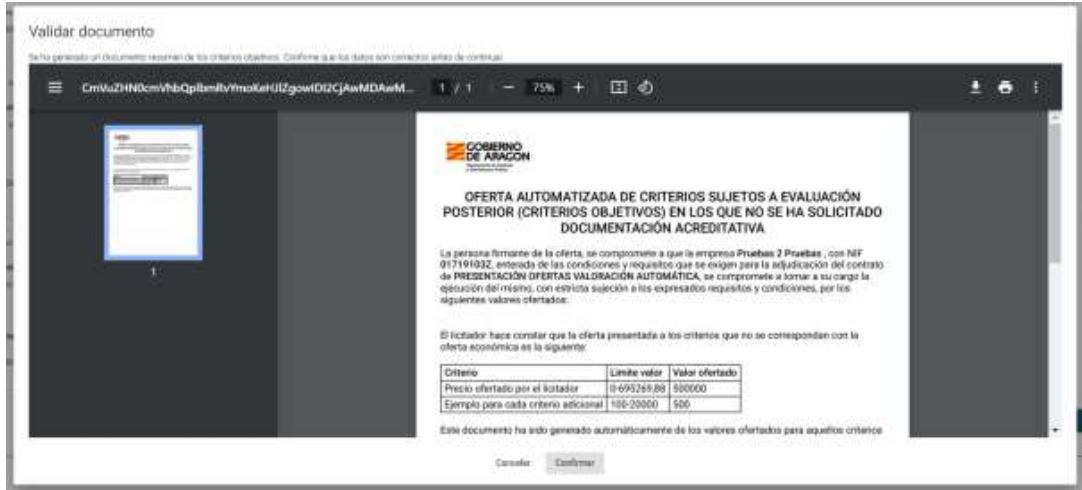 Validar documento
Se ha generado un documento resumen de los criterios objetivos. Confirme que los datos son correctos antes de continuar.
1 / 1 − 75% +
1
GOBIERNO
DE ARAGON
OFERTA AUTOMATIZADA DE CRITERIOS SUJETOS A EVALUACIÓN
POSTERIOR (CRITERIOS OBJETIVOS) EN LOS QUE NO SE HA SOLICITADO
DOCUMENTACIÓN ACREDITATIVA
La persona firmante de la oferta, se compromete a que la empresa Pruebas 2 Pruebas , con NIF
01719103Z, enterada de las condiciones y requisitos que se exigen para la adjudicación del contrato
de PRESENTACIÓN OFERTAS VALORACIÓN AUTOMÁTICA, se compromete a tomar a su cargo la
ejecución del mismo, con estricta sujeción a los expresados requisitos y condiciones, por los
siguientes valores ofertados:
El licitador hace constar que la oferta presentada a los criterios que no se correspondan con la
oferta económica es la siguiente:
Criterio Limite valor Valor ofertado
Precio ofertado por el licitador 0-695269,88 500000
Ejemplo para cada criterio adicional 100-20000 500
Este documento ha sido generado automáticamente de los valores ofertados para aquellos criterios
Cancelar Confirmar